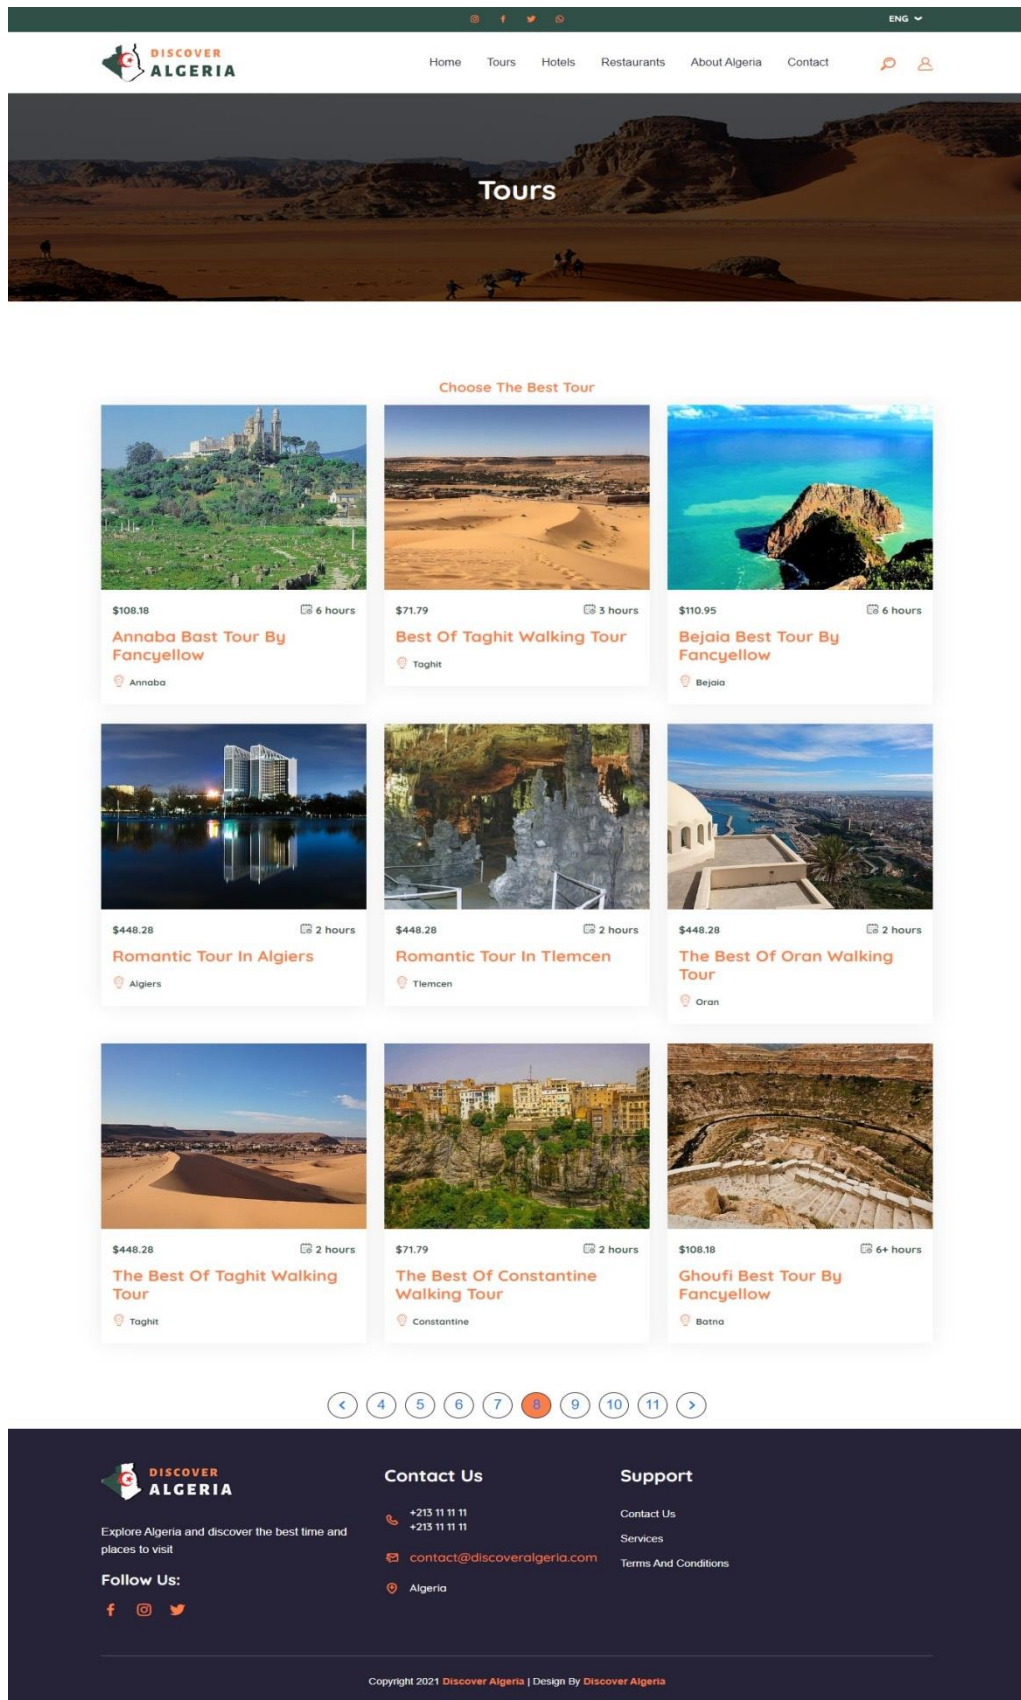 ENG
DISCOVER
ALGERIA
Home Tours Hotels Restaurants About Algeria Contact
Tours
Choose The Best Tour
$108.18 6 hours
Annaba Bast Tour By
Fancyellow
Annaba
$71.79 3 hours
Best Of Taghit Walking Tour
Taghit
$110.95 6 hours
Bejaia Best Tour By
Fancyellow
Bejaia
$448.28 2 hours
Romantic Tour In Algiers
Algiers
$448.28 2 hours
Romantic Tour In Tlemcen
Tlemcen
$448.28 2 hours
The Best Of Oran Walking
Tour
Oran
$448.28 2 hours
The Best Of Taghit Walking
Tour
Taghit
$71.79 2 hours
The Best Of Constantine
Walking Tour
Constantine
$108.18 6+ hours
Ghoufi Best Tour By
Fancyellow
Batna
< 4 5 6 7 8 9 10 11 >
DISCOVER
ALGERIA
Explore Algeria and discover the best time and
places to visit
Follow Us:
Contact Us
+213 11 11 11
+213 11 11 11
contact@discoveralgeria.com
Algeria
Support
Contact Us
Services
Terms And Conditions
Copyright 2021 Discover Algeria | Design By Discover Algeria